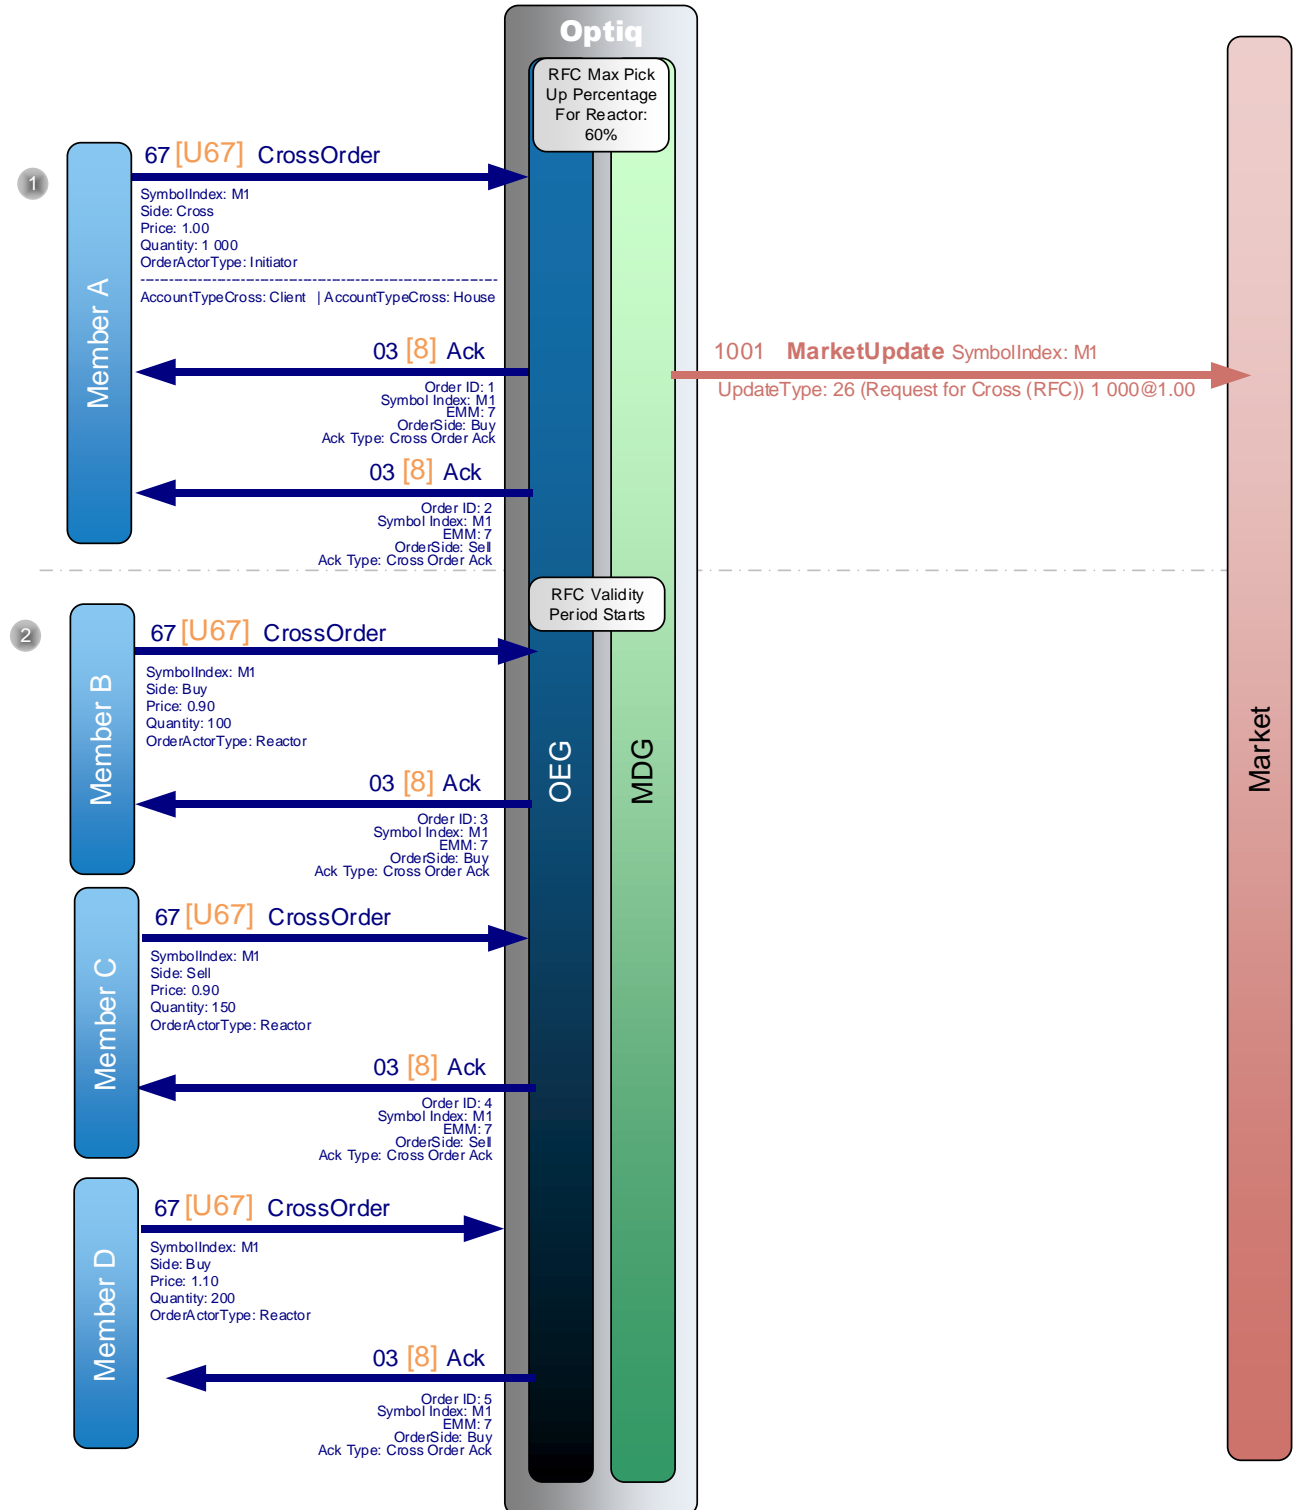 Optiq
RFC Max Pick
Up Percentage
For Reactor:
60%
1
Member A
67 [U67] CrossOrder
SymbolIndex: M1
Side: Cross
Price: 1.00
Quantity: 1 000
OrderActorType: Initiator
AccountTypeCross: Client | AccountTypeCross: House
03 [8] Ack
Order ID: 1
Symbol Index: M1
EMM: 7
OrderSide: Buy
Ack Type: Cross Order Ack
1001 MarketUpdate SymbolIndex: M1
UpdateType: 26 (Request for Cross (RFC)) 1 000@1.00
03 [8] Ack
Order ID: 2
Symbol Index: M1
EMM: 7
OrderSide: Sell
Ack Type: Cross Order Ack
RFC Validity
Period Starts
2
Member B
67 [U67] CrossOrder
SymbolIndex: M1
Side: Buy
Price: 0.90
Quantity: 100
OrderActorType: Reactor
03 [8] Ack
Order ID: 3
Symbol Index: M1
EMM: 7
OrderSide: Buy
Ack Type: Cross Order Ack
OEG
MDG
Market
Member C
67 [U67] CrossOrder
SymbolIndex: M1
Side: Sell
Price: 0.90
Quantity: 150
OrderActorType: Reactor
03 [8] Ack
Order ID: 4
Symbol Index: M1
EMM: 7
OrderSide: Sell
Ack Type: Cross Order Ack
Member D
67 [U67] CrossOrder
SymbolIndex: M1
Side: Buy
Price: 1.10
Quantity: 200
OrderActorType: Reactor
03 [8] Ack
Order ID: 5
Symbol Index: M1
EMM: 7
OrderSide: Buy
Ack Type: Cross Order Ack